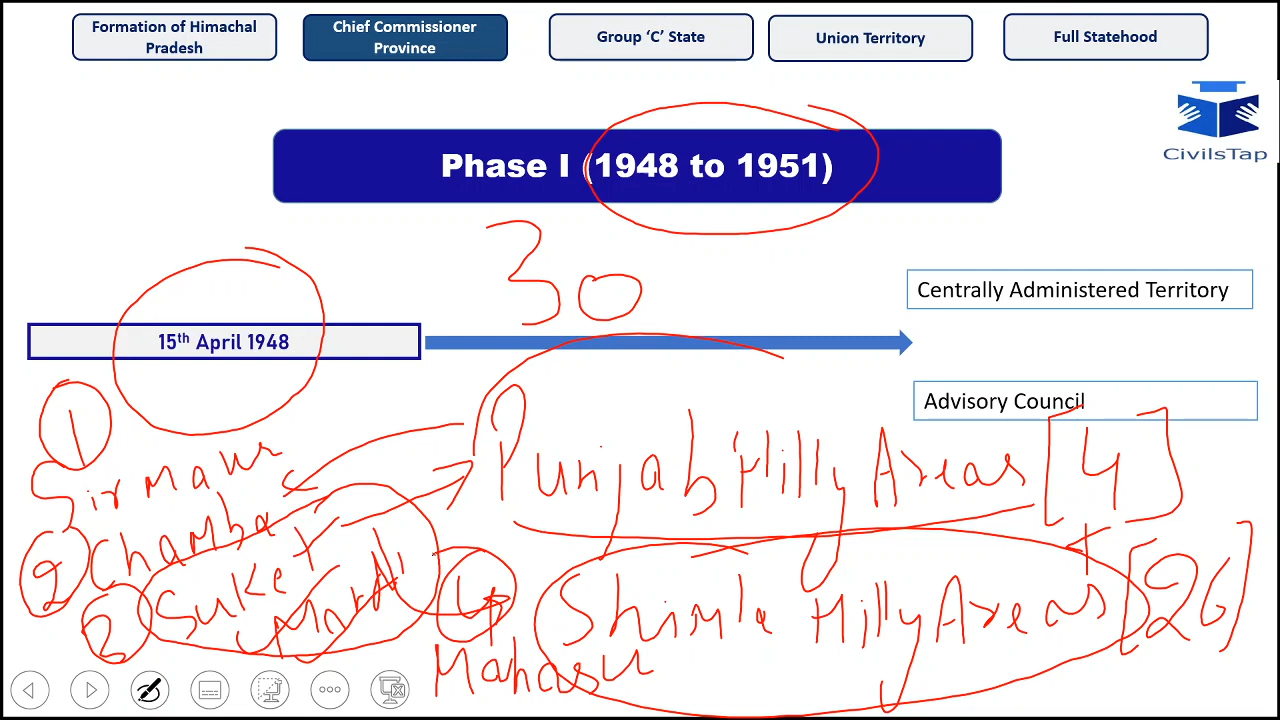 Formation of Himachal
Pradesh
Chief Commissioner
Province
Group ‘C’ State
Union Territory
Full Statehood
CivilsTap
Phase I (1948 to 1951)
30
Centrally Administered Territory
15th April 1948
Advisory Council
1
Sirmaur
Punjab Hilly Areas [4]
2 Chamba
+
3 Suket Mandi
4 Shimla Hilly Areas [26]
Mahasu